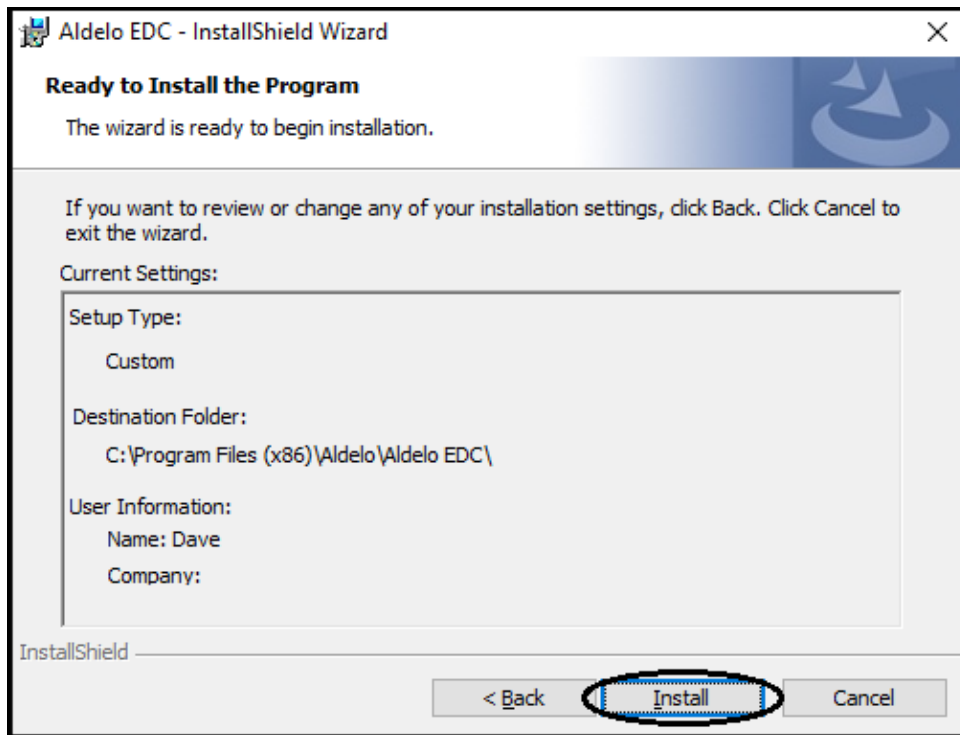 Aldelo EDC - InstallShield Wizard
Ready to Install the Program
The wizard is ready to begin installation.
If you want to review or change any of your installation settings, click Back. Click Cancel to
exit the wizard.
Current Settings:
Setup Type:
Custom
Destination Folder:
C:\Program Files (x86)\Aldelo\Aldelo EDC\
User Information:
Name: Dave
Company:
InstallShield
< Back Install Cancel